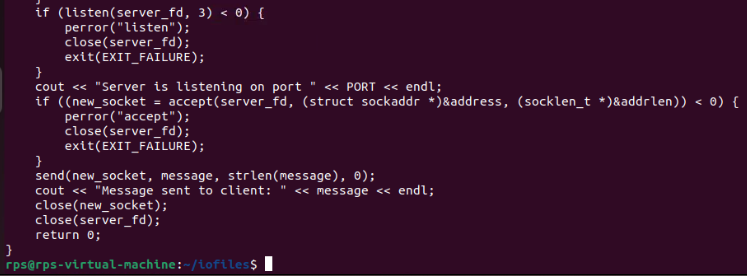 }
    if (listen(server_fd, 3) < 0) {
        perror("listen");
        close(server_fd);
        exit(EXIT_FAILURE);
    }
    cout << "Server is listening on port " << PORT << endl;
    if ((new_socket = accept(server_fd, (struct sockaddr *)&address, (socklen_t *)&addrlen)) < 0) {
        perror("accept");
        close(server_fd);
        exit(EXIT_FAILURE);
    }
    send(new_socket, message, strlen(message), 0);
    cout << "Message sent to client: " << message << endl;
    close(new_socket);
    close(server_fd);
    return 0;
}
rps@rps-virtual-machine:~/iofiles$